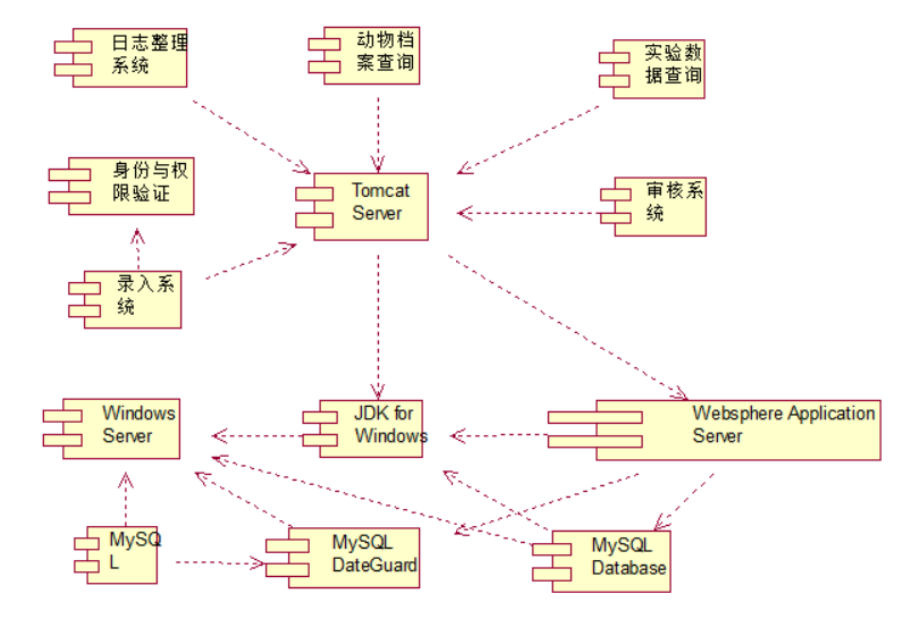 日志整理
系统
动物档
案查询
实验数
据查询
身份与权
限验证
Tomcat
Server
审核系
统
录入系
统
Windows
Server
JDK for
Windows
Websphere Application
Server
MySQ
L
MySQL
DateGuard
MySQL
Database